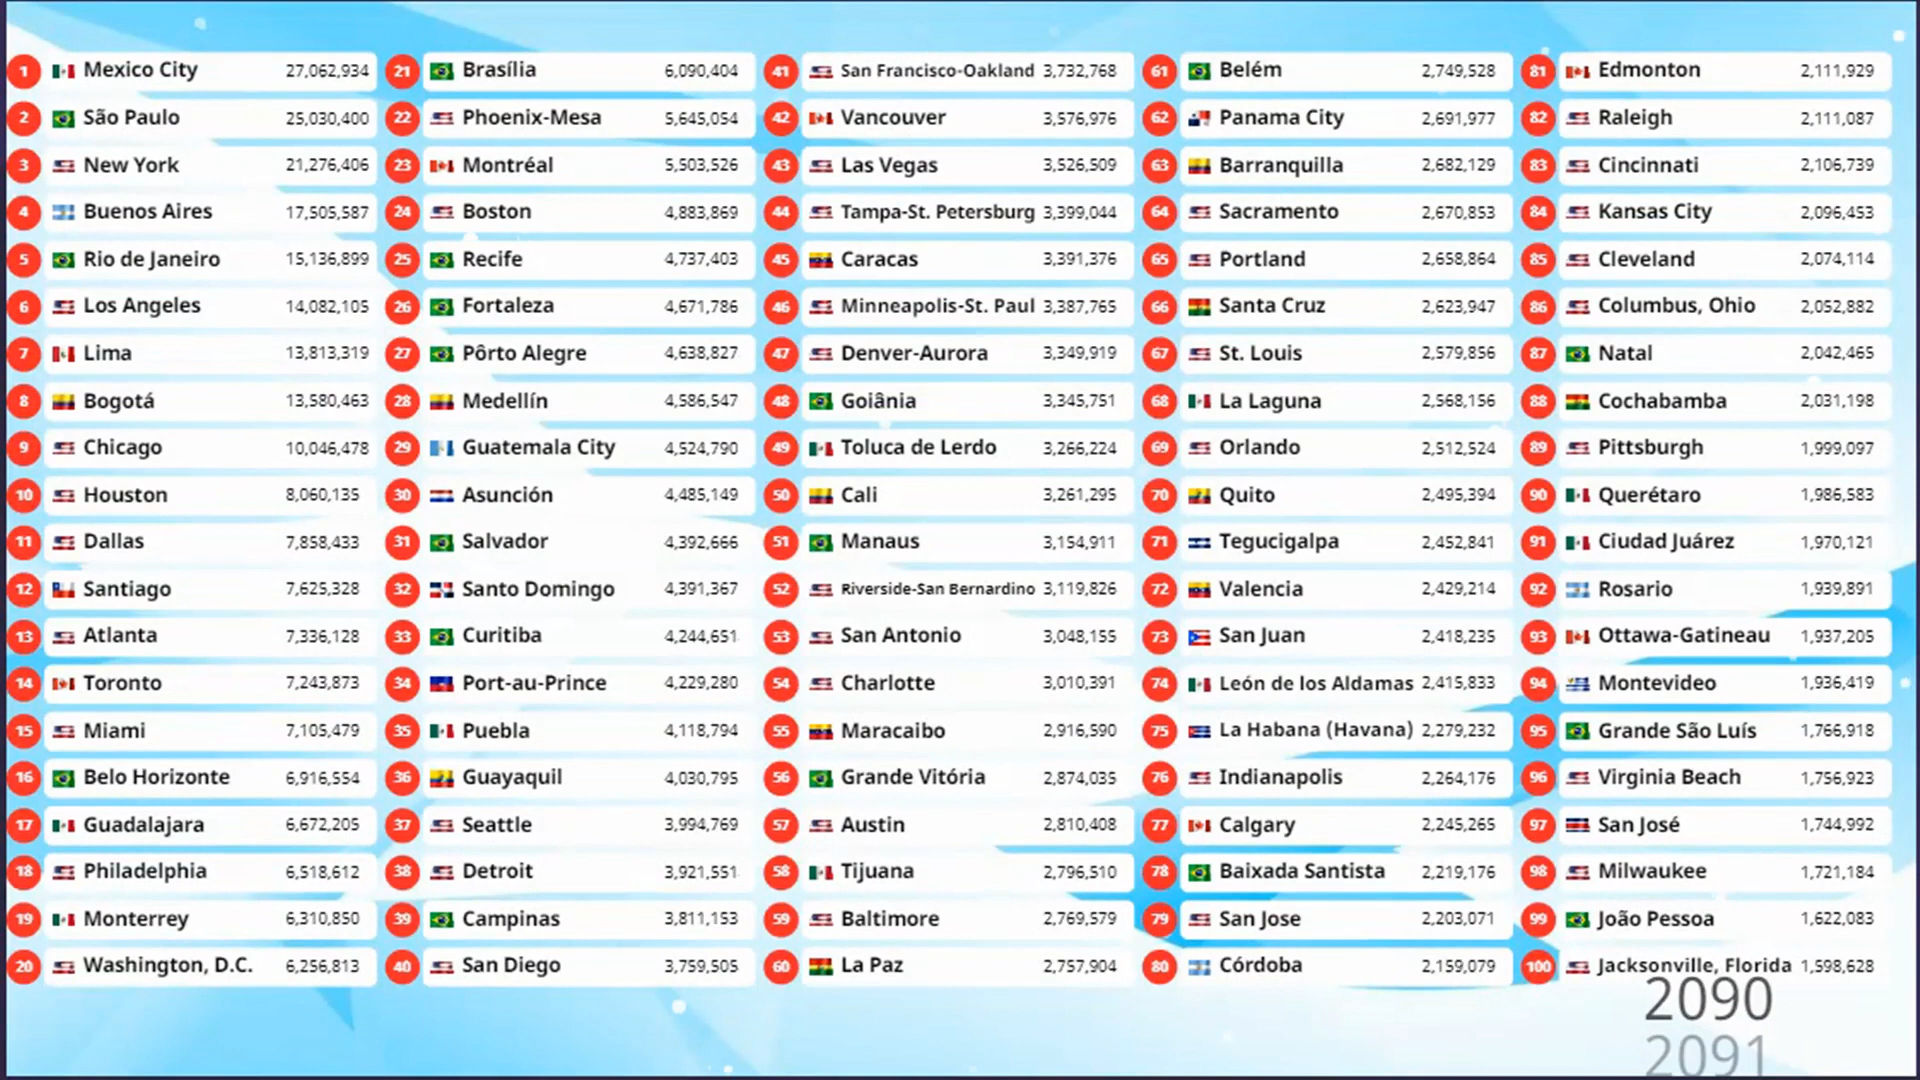 1 Mexico City 27,062,934
2 São Paulo 25,030,400
3 New York 21,276,406
4 Buenos Aires 17,505,587
5 Rio de Janeiro 15,136,899
6 Los Angeles 14,082,105
7 Lima 13,813,319
8 Bogotá 13,580,463
9 Chicago 10,046,478
10 Houston 8,060,135
11 Dallas 7,858,433
12 Santiago 7,625,328
13 Atlanta 7,336,128
14 Toronto 7,243,873
15 Miami 7,105,479
16 Belo Horizonte 6,916,554
17 Guadalajara 6,672,205
18 Philadelphia 6,518,612
19 Monterrey 6,310,850
20 Washington, D.C. 6,256,813
21 Brasília 6,090,404
22 Phoenix-Mesa 5,645,054
23 Montréal 5,503,526
24 Boston 4,883,869
25 Recife 4,737,403
26 Fortaleza 4,671,786
27 Pôrto Alegre 4,638,827
28 Medellín 4,586,547
29 Guatemala City 4,524,790
30 Asunción 4,485,149
31 Salvador 4,392,666
32 Santo Domingo 4,391,367
33 Curitiba 4,244,651
34 Port-au-Prince 4,229,280
35 Puebla 4,118,794
36 Guayaquil 4,030,795
37 Seattle 3,994,769
38 Detroit 3,921,551
39 Campinas 3,811,153
40 San Diego 3,759,505
41 San Francisco-Oakland 3,732,768
42 Vancouver 3,576,976
43 Las Vegas 3,526,509
44 Tampa-St. Petersburg 3,399,044
45 Caracas 3,391,376
46 Minneapolis-St. Paul 3,387,765
47 Denver-Aurora 3,349,919
48 Goiânia 3,345,751
49 Toluca de Lerdo 3,266,224
50 Cali 3,261,295
51 Manaus 3,154,911
52 Riverside-San Bernardino 3,119,826
53 San Antonio 3,048,155
54 Charlotte 3,010,391
55 Maracaibo 2,916,590
56 Grande Vitória 2,874,035
57 Austin 2,810,408
58 Tijuana 2,796,510
59 Baltimore 2,769,579
60 La Paz 2,757,904
61 Belém 2,749,528
62 Panama City 2,691,977
63 Barranquilla 2,682,129
64 Sacramento 2,670,853
65 Portland 2,658,864
66 Santa Cruz 2,623,947
67 St. Louis 2,579,856
68 La Laguna 2,568,156
69 Orlando 2,512,524
70 Quito 2,495,394
71 Tegucigalpa 2,452,841
72 Valencia 2,429,214
73 San Juan 2,418,235
74 León de los Aldamas 2,415,833
75 La Habana (Havana) 2,279,232
76 Indianapolis 2,264,176
77 Calgary 2,245,265
78 Baixada Santista 2,219,176
79 San Jose 2,203,071
80 Córdoba 2,159,079
81 Edmonton 2,111,929
82 Raleigh 2,111,087
83 Cincinnati 2,106,739
84 Kansas City 2,096,453
85 Cleveland 2,074,114
86 Columbus, Ohio 2,052,882
87 Natal 2,042,465
88 Cochabamba 2,031,198
89 Pittsburgh 1,999,097
90 Querétaro 1,986,583
91 Ciudad Juárez 1,970,121
92 Rosario 1,939,891
93 Ottawa-Gatineau 1,937,205
94 Montevideo 1,936,419
95 Grande São Luís 1,766,918
96 Virginia Beach 1,756,923
97 San José 1,744,992
98 Milwaukee 1,721,184
99 João Pessoa 1,622,083
100 Jacksonville, Florida 1,598,628
2090
2091